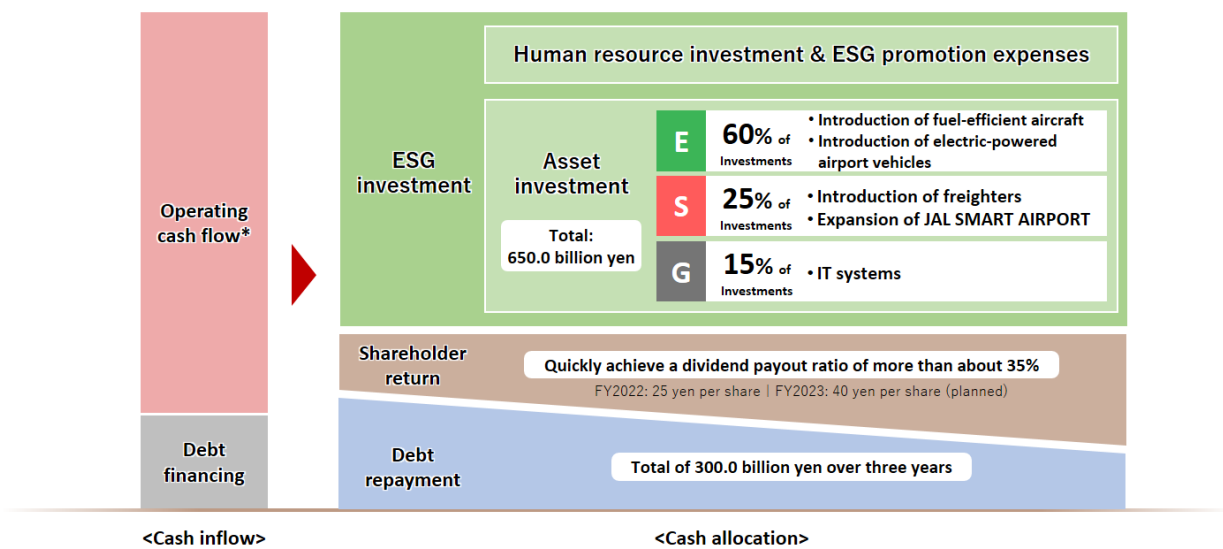 Operating
cash flow*
Debt
financing
<Cash inflow>
ESG
investment
Human resource investment & ESG promotion expenses
Asset
investment
Total:
650.0 billion yen
E
60% of
Investments
• Introduction of fuel-efficient aircraft
• Introduction of electric-powered
airport vehicles
S
25% of
Investments
• Introduction of freighters
• Expansion of JAL SMART AIRPORT
G
15% of
Investments
• IT systems
Shareholder
return
Quickly achieve a dividend payout ratio of more than about 35%
FY2022: 25 yen per share | FY2023: 40 yen per share (planned)
Debt
repayment
Total of 300.0 billion yen over three years
<Cash allocation>